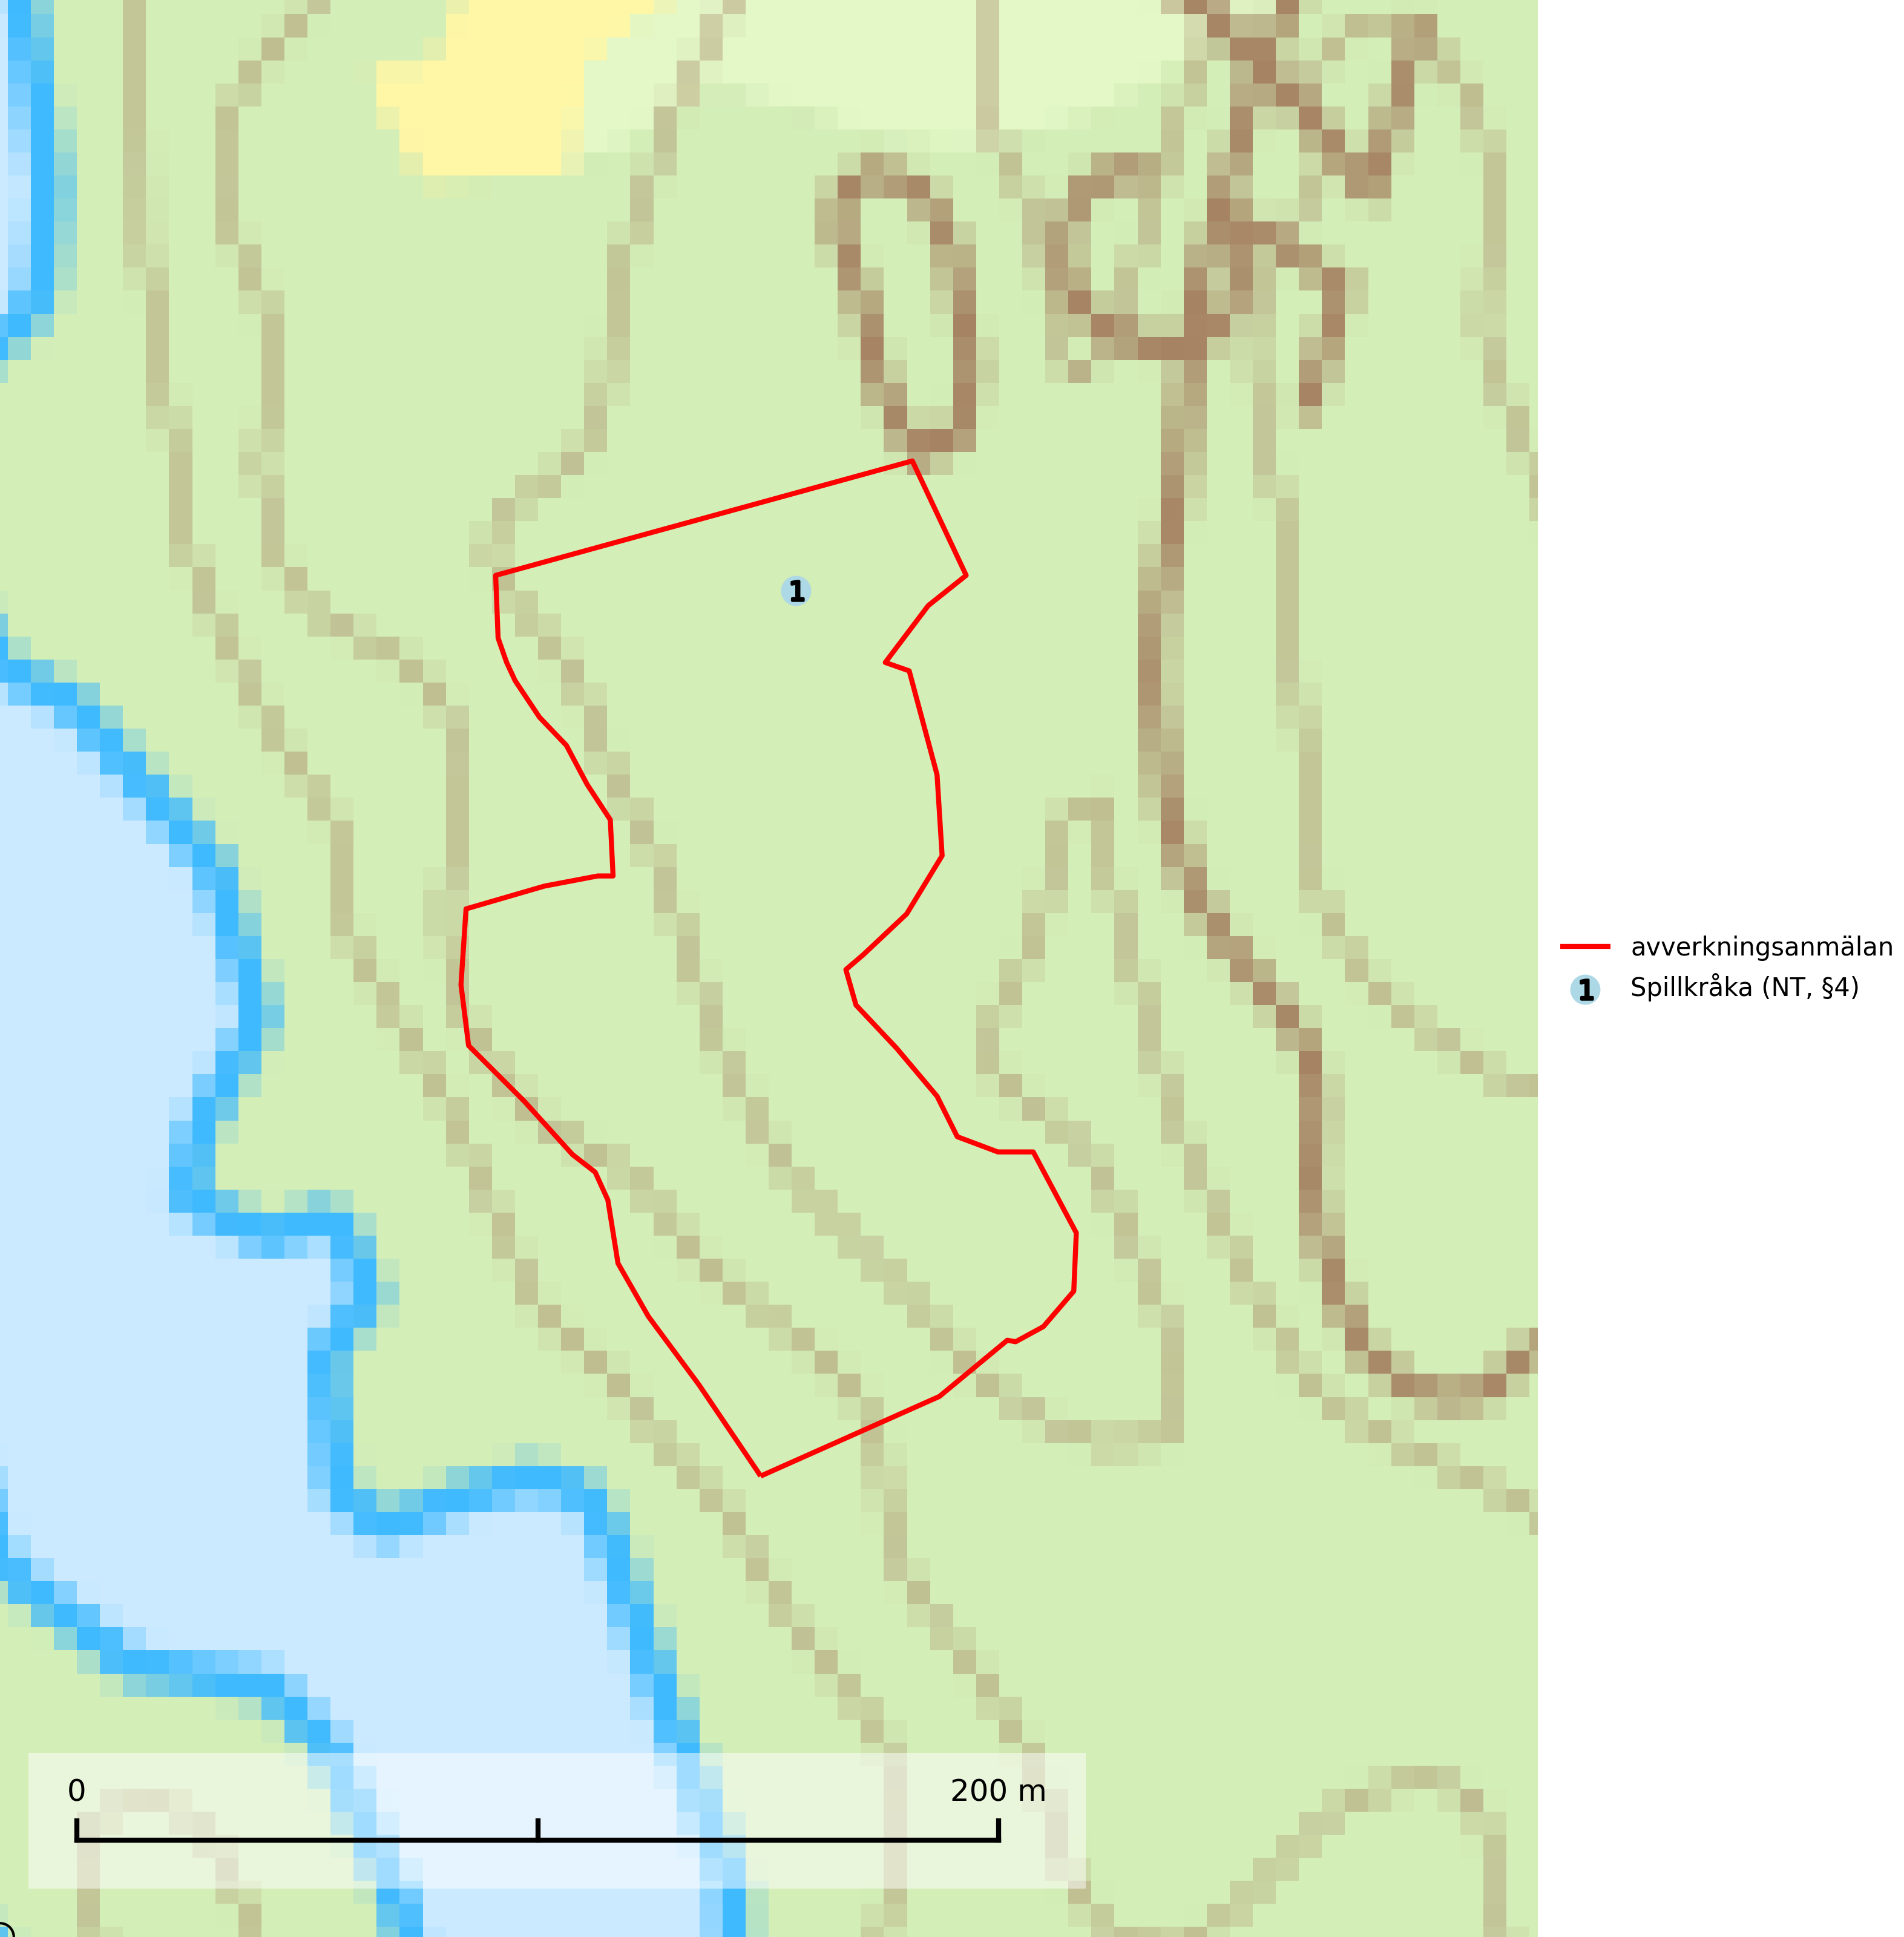 1
avverkningsanmälan
1 Spillkråka (NT, §4)
0 200 m